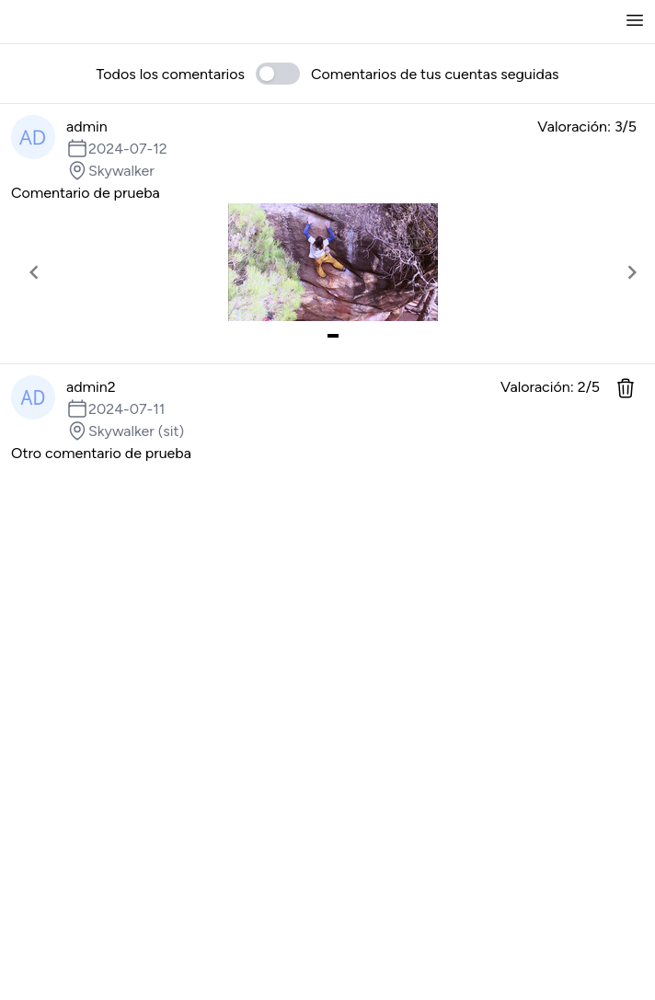 Todos los comentarios Comentarios de tus cuentas seguidas
AD admin Valoración: 3/5
2024-07-12
Skywalker
Comentario de prueba
AD admin2 Valoración: 2/5
2024-07-11
Skywalker (sit)
Otro comentario de prueba